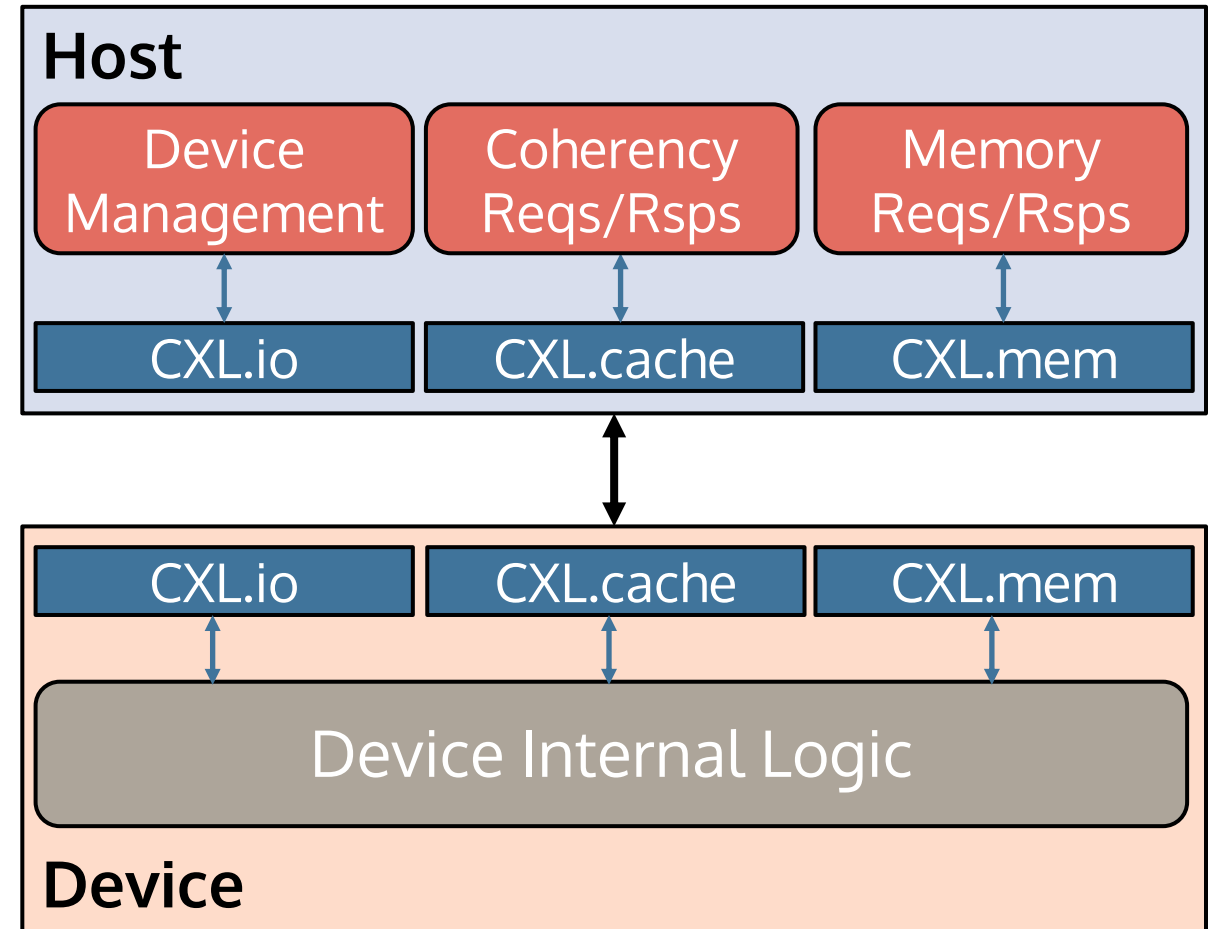 Host
Device
Management
Coherency
Reqs/Rsps
Memory
Reqs/Rsps
CXL.io
CXL.cache
CXL.mem
CXL.io
CXL.cache
CXL.mem
Device Internal Logic
Device